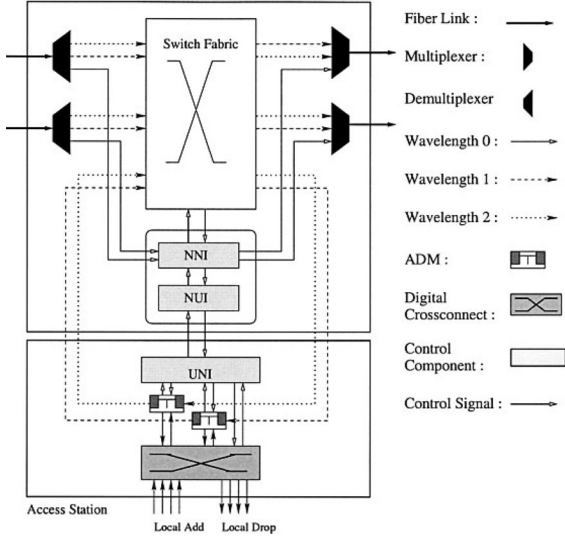 Switch Fabric
NNI
NUI
UNI
Access Station
Local Add
Local Drop
Fiber Link :
Multiplexer :
Demultiplexer
Wavelength 0 :
Wavelength 1 :
Wavelength 2 :
ADM :
Digital
Crossconnect :
Control
Component :
Control Signal :